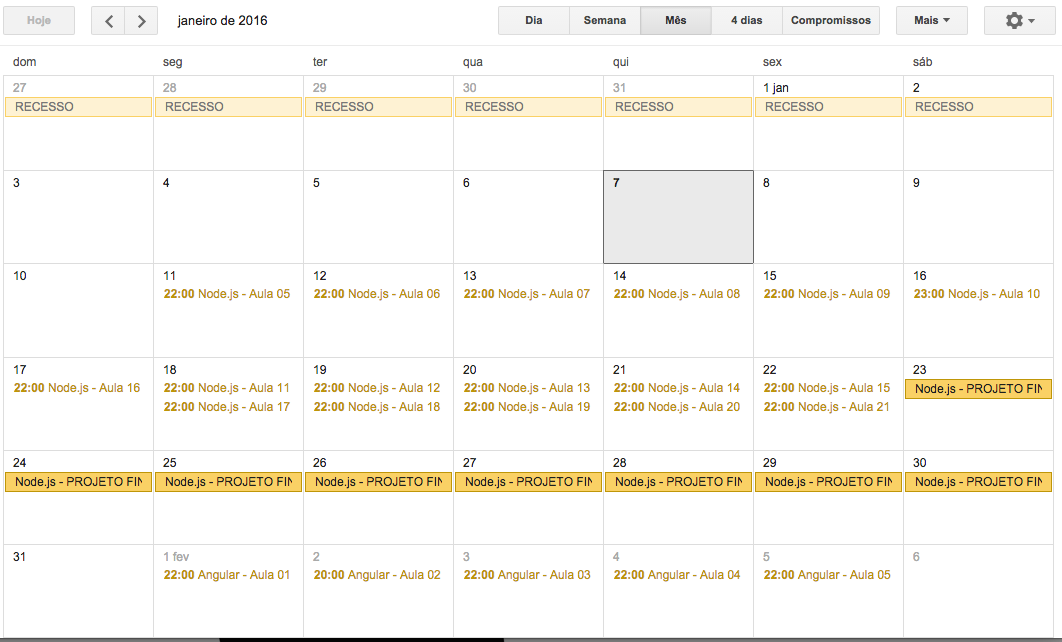 Hoje janeiro de 2016 Dia Semana Mês 4 dias Compromissos Mais
dom seg ter qua qui sex sáb
27 28 29 30 31 1 jan 2
RECESSO RECESSO RECESSO RECESSO RECESSO RECESSO RECESSO
3 4 5 6 7 8 9
10 11 12 13 14 15 16
22:00 Node.js - Aula 05 22:00 Node.js - Aula 06 22:00 Node.js - Aula 07 22:00 Node.js - Aula 08 22:00 Node.js - Aula 09 23:00 Node.js - Aula 10
17 18 19 20 21 22 23
22:00 Node.js - Aula 16 22:00 Node.js - Aula 11 22:00 Node.js - Aula 12 22:00 Node.js - Aula 13 22:00 Node.js - Aula 14 22:00 Node.js - Aula 15 Node.js - PROJETO FIN
22:00 Node.js - Aula 17 22:00 Node.js - Aula 18 22:00 Node.js - Aula 19 22:00 Node.js - Aula 20 22:00 Node.js - Aula 21
24 25 26 27 28 29 30
Node.js - PROJETO FIN Node.js - PROJETO FIN Node.js - PROJETO FIN Node.js - PROJETO FIN Node.js - PROJETO FIN Node.js - PROJETO FIN Node.js - PROJETO FIN
31 1 fev 2 3 4 5 6
22:00 Angular - Aula 01 20:00 Angular - Aula 02 22:00 Angular - Aula 03 22:00 Angular - Aula 04 22:00 Angular - Aula 05